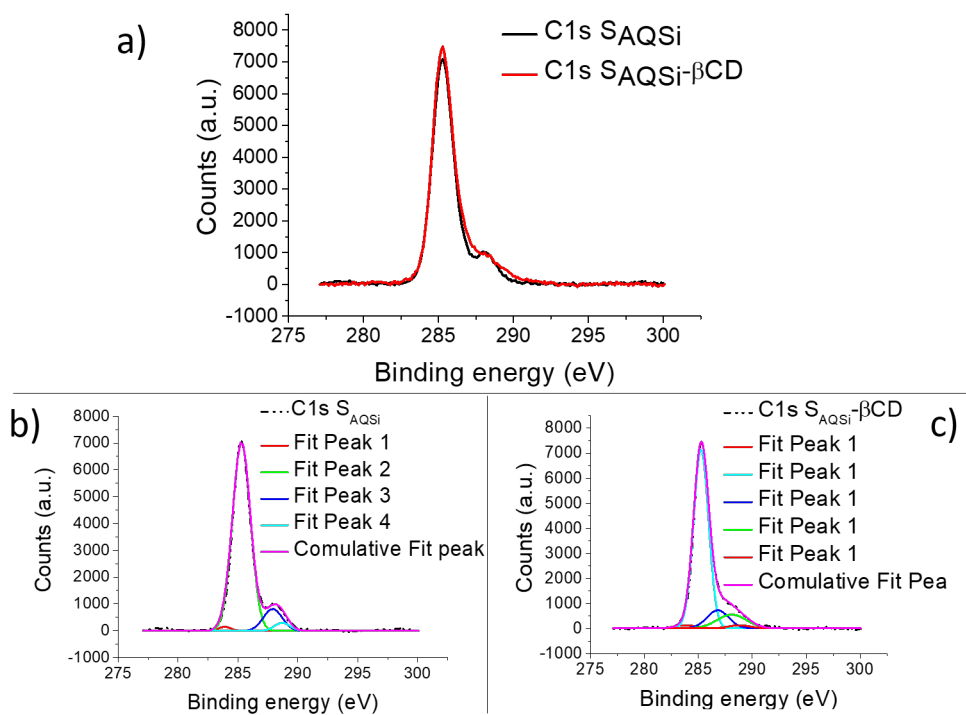 a)
C1s SAQSi
C1s SAQSi-βCD
8000
7000
6000
5000
4000
3000
2000
1000
0
-1000
Counts (a.u.)
275 280 285 290 295 300
Binding energy (eV)
b)
C1s SAQSi
Fit Peak 1
Fit Peak 2
Fit Peak 3
Fit Peak 4
Comulative Fit peak
8000
7000
6000
5000
4000
3000
2000
1000
0
-1000
Counts (a.u.)
275 280 285 290 295 300
Binding energy (eV)
c)
C1s SAQSi-βCD
Fit Peak 1
Fit Peak 1
Fit Peak 1
Fit Peak 1
Fit Peak 1
Comulative Fit Pea
8000
7000
6000
5000
4000
3000
2000
1000
0
-1000
Counts (a.u.)
275 280 285 290 295 300
Binding energy (eV)